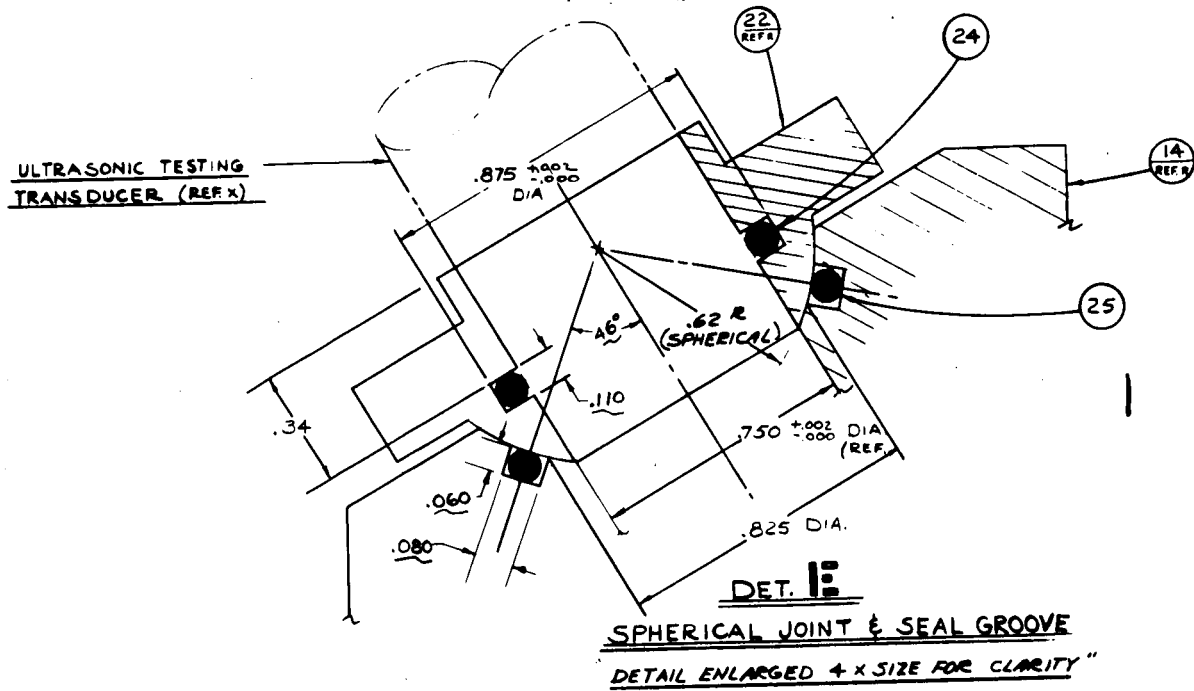 22
REF R
24
14
REF. R
ULTRASONIC TESTING
TRANSDUCER (REF. X)
.875 +.002 -.000
DIA
46°
.62 R
(SPHERICAL)
25
.110
.34
.750 +.002 -.000 DIA
(REF.
.060
.825 DIA.
.080
DET. E
SPHERICAL JOINT & SEAL GROOVE
DETAIL ENLARGED 4 X SIZE FOR CLARITY"